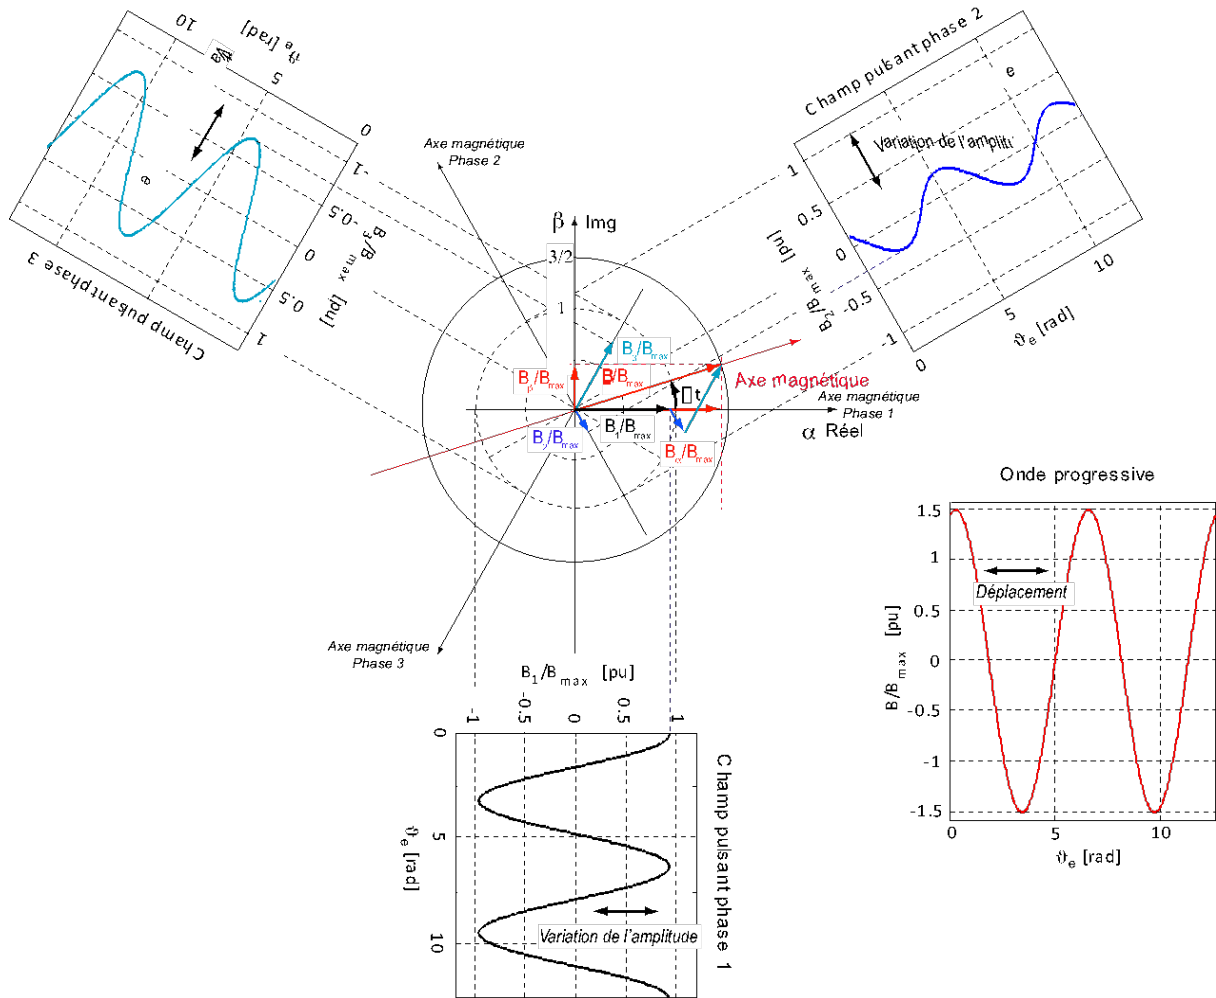 ϑe [rad]
10
5
0
1
-0.5
0
0.5
1
B3/Bmax [pu]
Champ pulsant phase 3
e
Champ pulsant phase 2
e
Variation de l'ampli
1
0.5
0
-0.5
1
B2/Bmax [pu]
0
5
10
ϑe [rad]
Axe magnétique
Phase 2
β Img
3/2
1
B3/Bmax
Bβ/Bmax
B/Bmax
Axe magnétique
t
Axe magnétique
Phase 1
B1/Bmax
α Réel
B2/Bmax
Bα/Bmax
Axe magnétique
Phase 3
B1/Bmax [pu]
1
-0.5
0
0.5
1
0
5
10
ϑe [rad]
Champ pulsant phase 1
Variation de l'amplitude
Onde progressive
1.5
1
0.5
0
-0.5
-1
-1.5
B/Bmax [pu]
Déplacement
0
5
10
ϑe [rad]